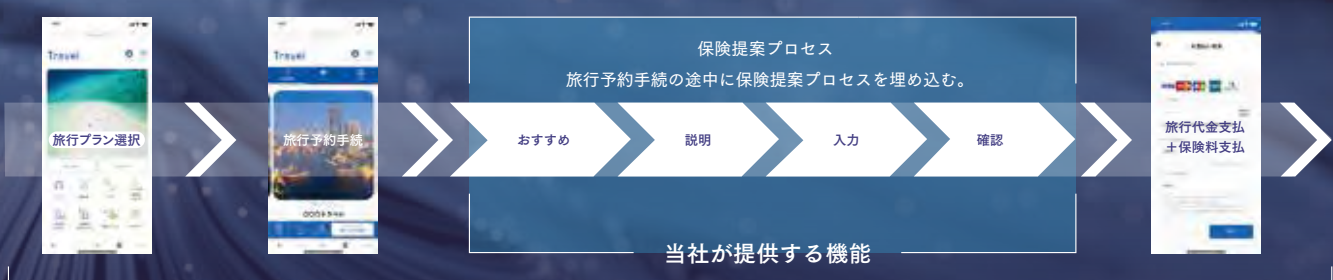 保険提案プロセス
旅行予約手続の途中に保険提案プロセスを埋め込む。
Travel
Travel
旅行プラン選択
旅行予約手続
おすすめ
説明
入力
確認
旅行代金支払
+保険料支払
当社が提供する機能